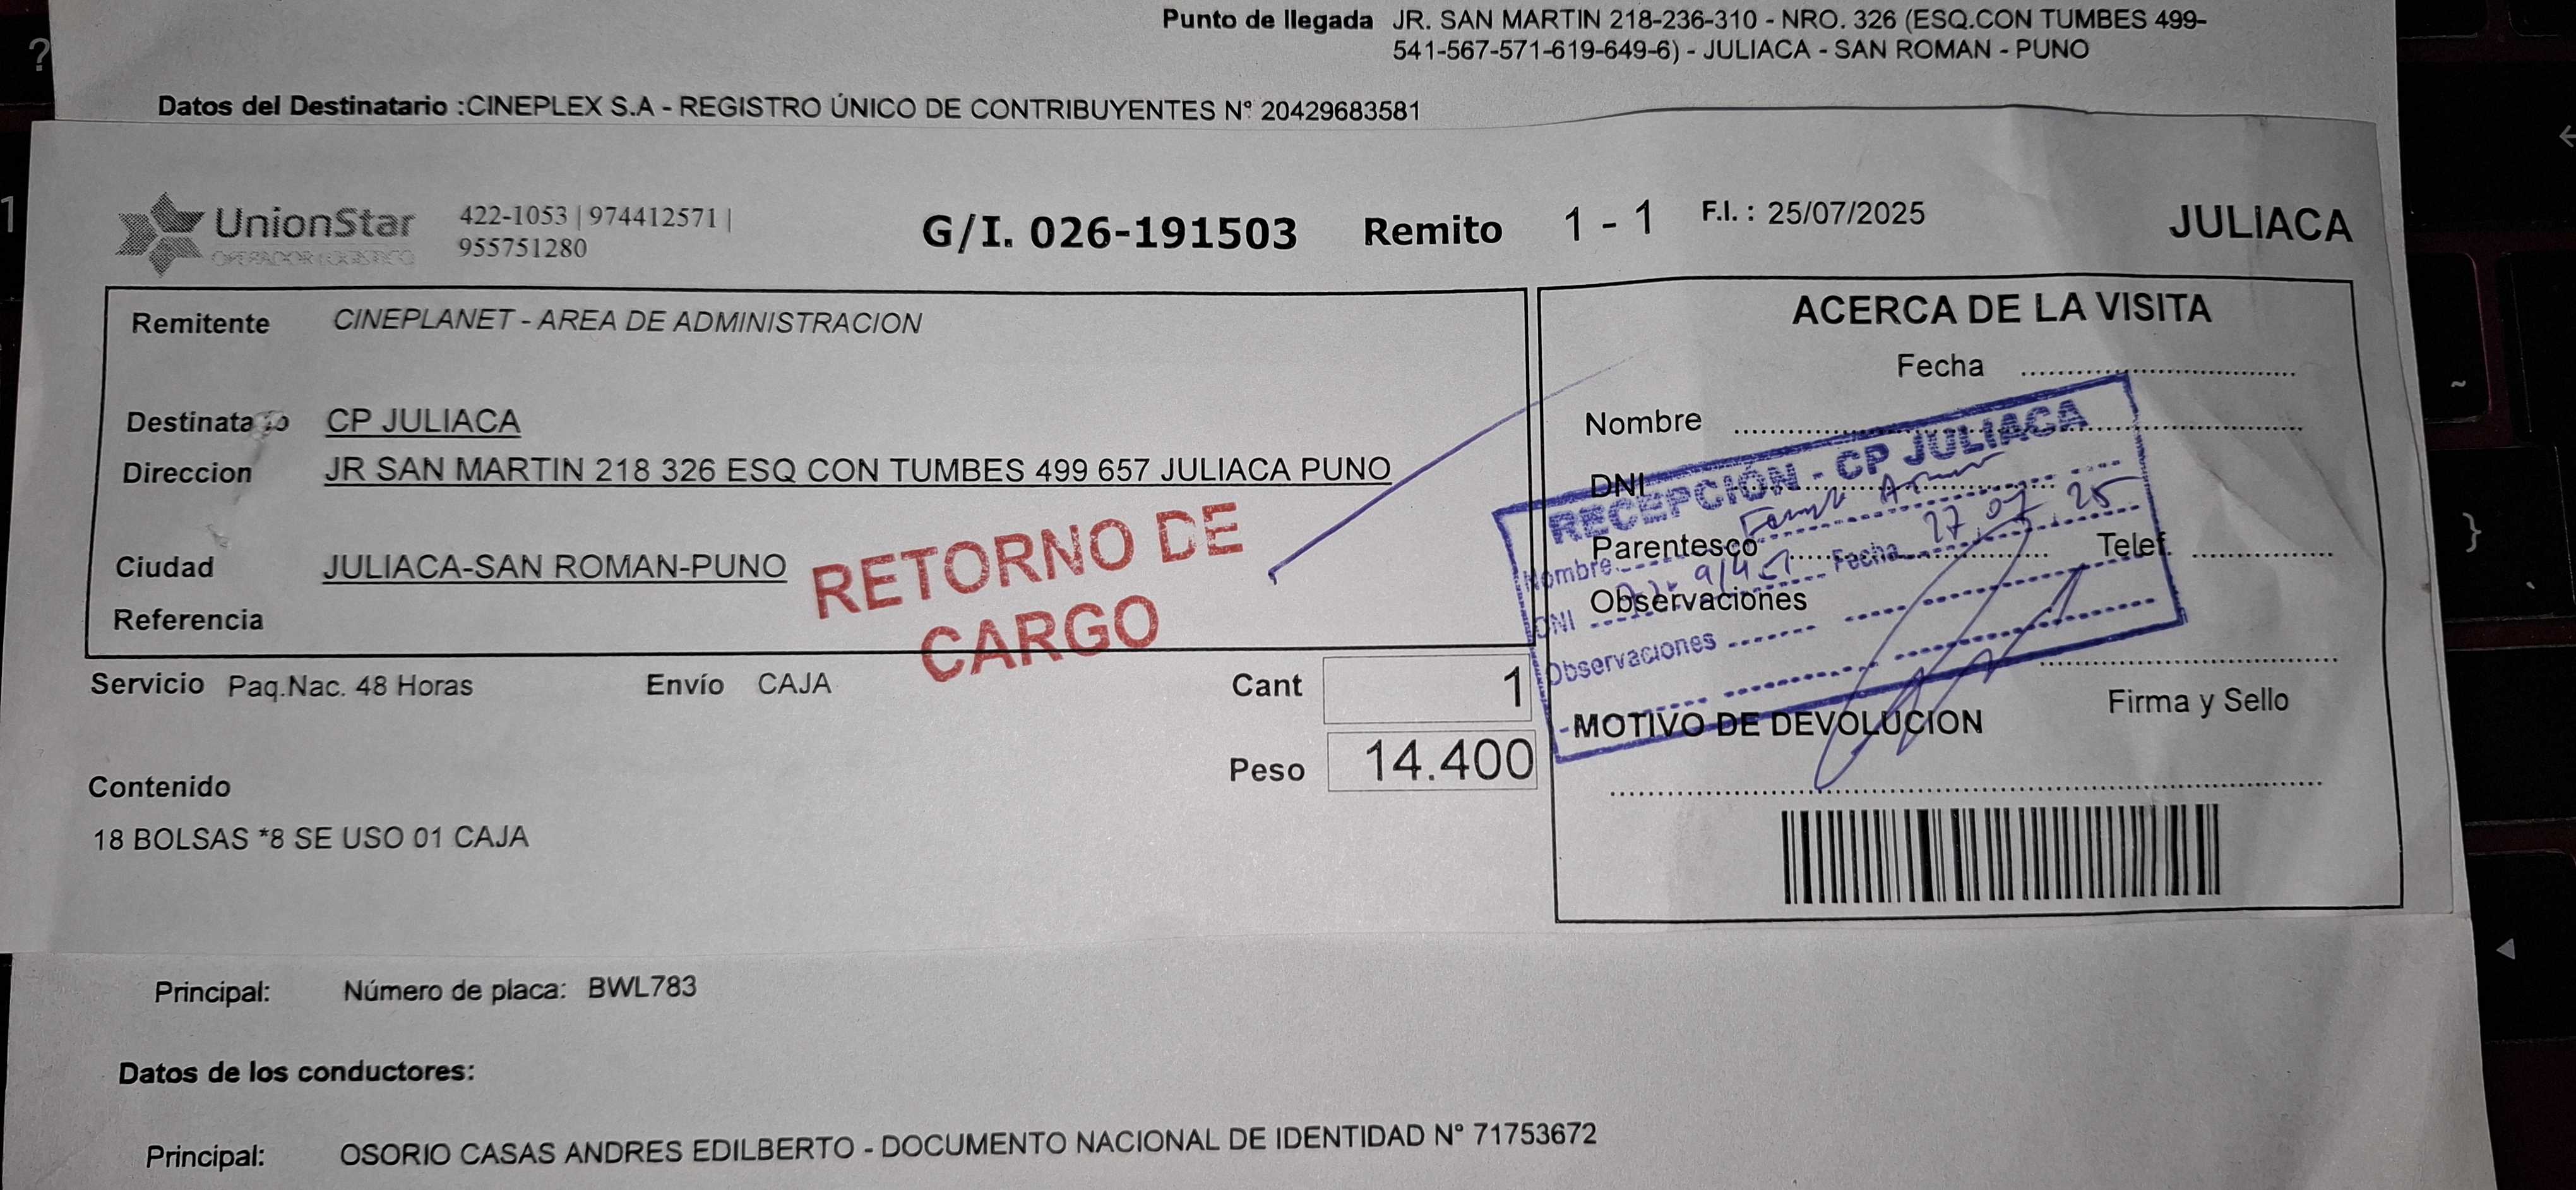 Punto de llegada JR. SAN MARTIN 218-236-310 - NRO. 326 (ESQ.CON TUMBES 499-
541-567-571-619-649-6) - JULIACA - SAN ROMAN - PUNO
Datos del Destinatario :CINEPLEX S.A - REGISTRO ÚNICO DE CONTRIBUYENTES N° 20429683581
UnionStar
OPERADOR LOGISTICO
422-1053 | 974412571 |
955751280
G/I. 026-191503 Remito 1 - 1 F.I. : 25/07/2025 JULIACA
Remitente CINEPLANET - AREA DE ADMINISTRACION
Destinata io CP JULIACA
Direccion JR SAN MARTIN 218 326 ESQ CON TUMBES 499 657 JULIACA PUNO
Ciudad JULIACA-SAN ROMAN-PUNO
Referencia
RETORNO DE
CARGO
Servicio Paq.Nac. 48 Horas Envío CAJA Cant 1
Peso 14.400
Contenido
18 BOLSAS *8 SE USO 01 CAJA
ACERCA DE LA VISITA
Fecha
Nombre
DNI
Parentesco Telef.
Observaciones
Firma y Sello
MOTIVO DE DEVOLUCION
RECEPCIÓN - CP JULIACA
Nombre
Fecha 27 07 25
DNI
Observaciones
Principal: Número de placa: BWL783
Datos de los conductores:
Principal: OSORIO CASAS ANDRES EDILBERTO - DOCUMENTO NACIONAL DE IDENTIDAD N° 71753672